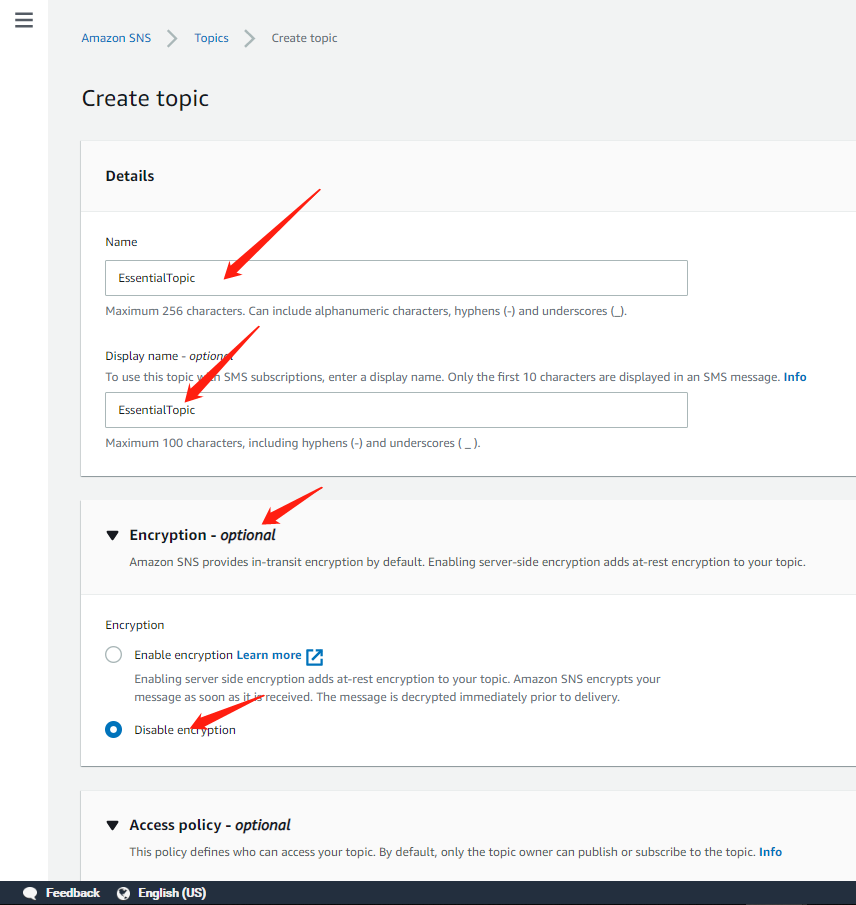 Amazon SNS Topics Create topic
Create topic
Details
Name
EssentialTopic
Maximum 256 characters. Can include alphanumeric characters, hyphens (-) and underscores (_).
Display name - optional
To use this topic with SMS subscriptions, enter a display name. Only the first 10 characters are displayed in an SMS message. Info
EssentialTopic
Maximum 100 characters, including hyphens (-) and underscores ( _ ).
Encryption - optional
Amazon SNS provides in-transit encryption by default. Enabling server-side encryption adds at-rest encryption to your topic.
Encryption
Enable encryption Learn more
Enabling server side encryption adds at-rest encryption to your topic. Amazon SNS encrypts your
message as soon as it is received. The message is decrypted immediately prior to delivery.
Disable encryption
Access policy - optional
This policy defines who can access your topic. By default, only the topic owner can publish or subscribe to the topic. Info
Feedback English (US)